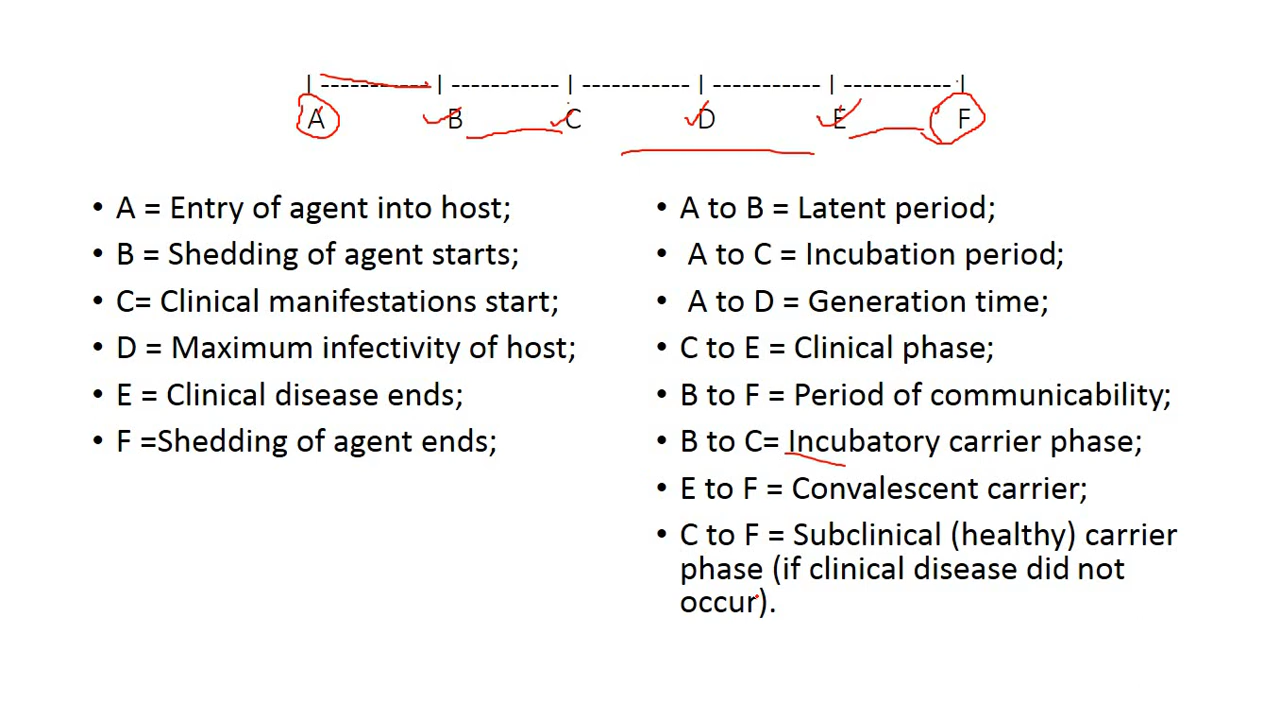 | ----------- | ----------- | ----------- | ----------- | ----------- |
A B C D E F
• A = Entry of agent into host;
• B = Shedding of agent starts;
• C= Clinical manifestations start;
• D = Maximum infectivity of host;
• E = Clinical disease ends;
• F =Shedding of agent ends;
• A to B = Latent period;
• A to C = Incubation period;
• A to D = Generation time;
• C to E = Clinical phase;
• B to F = Period of communicability;
• B to C= Incubatory carrier phase;
• E to F = Convalescent carrier;
• C to F = Subclinical (healthy) carrier
phase (if clinical disease did not
occur).